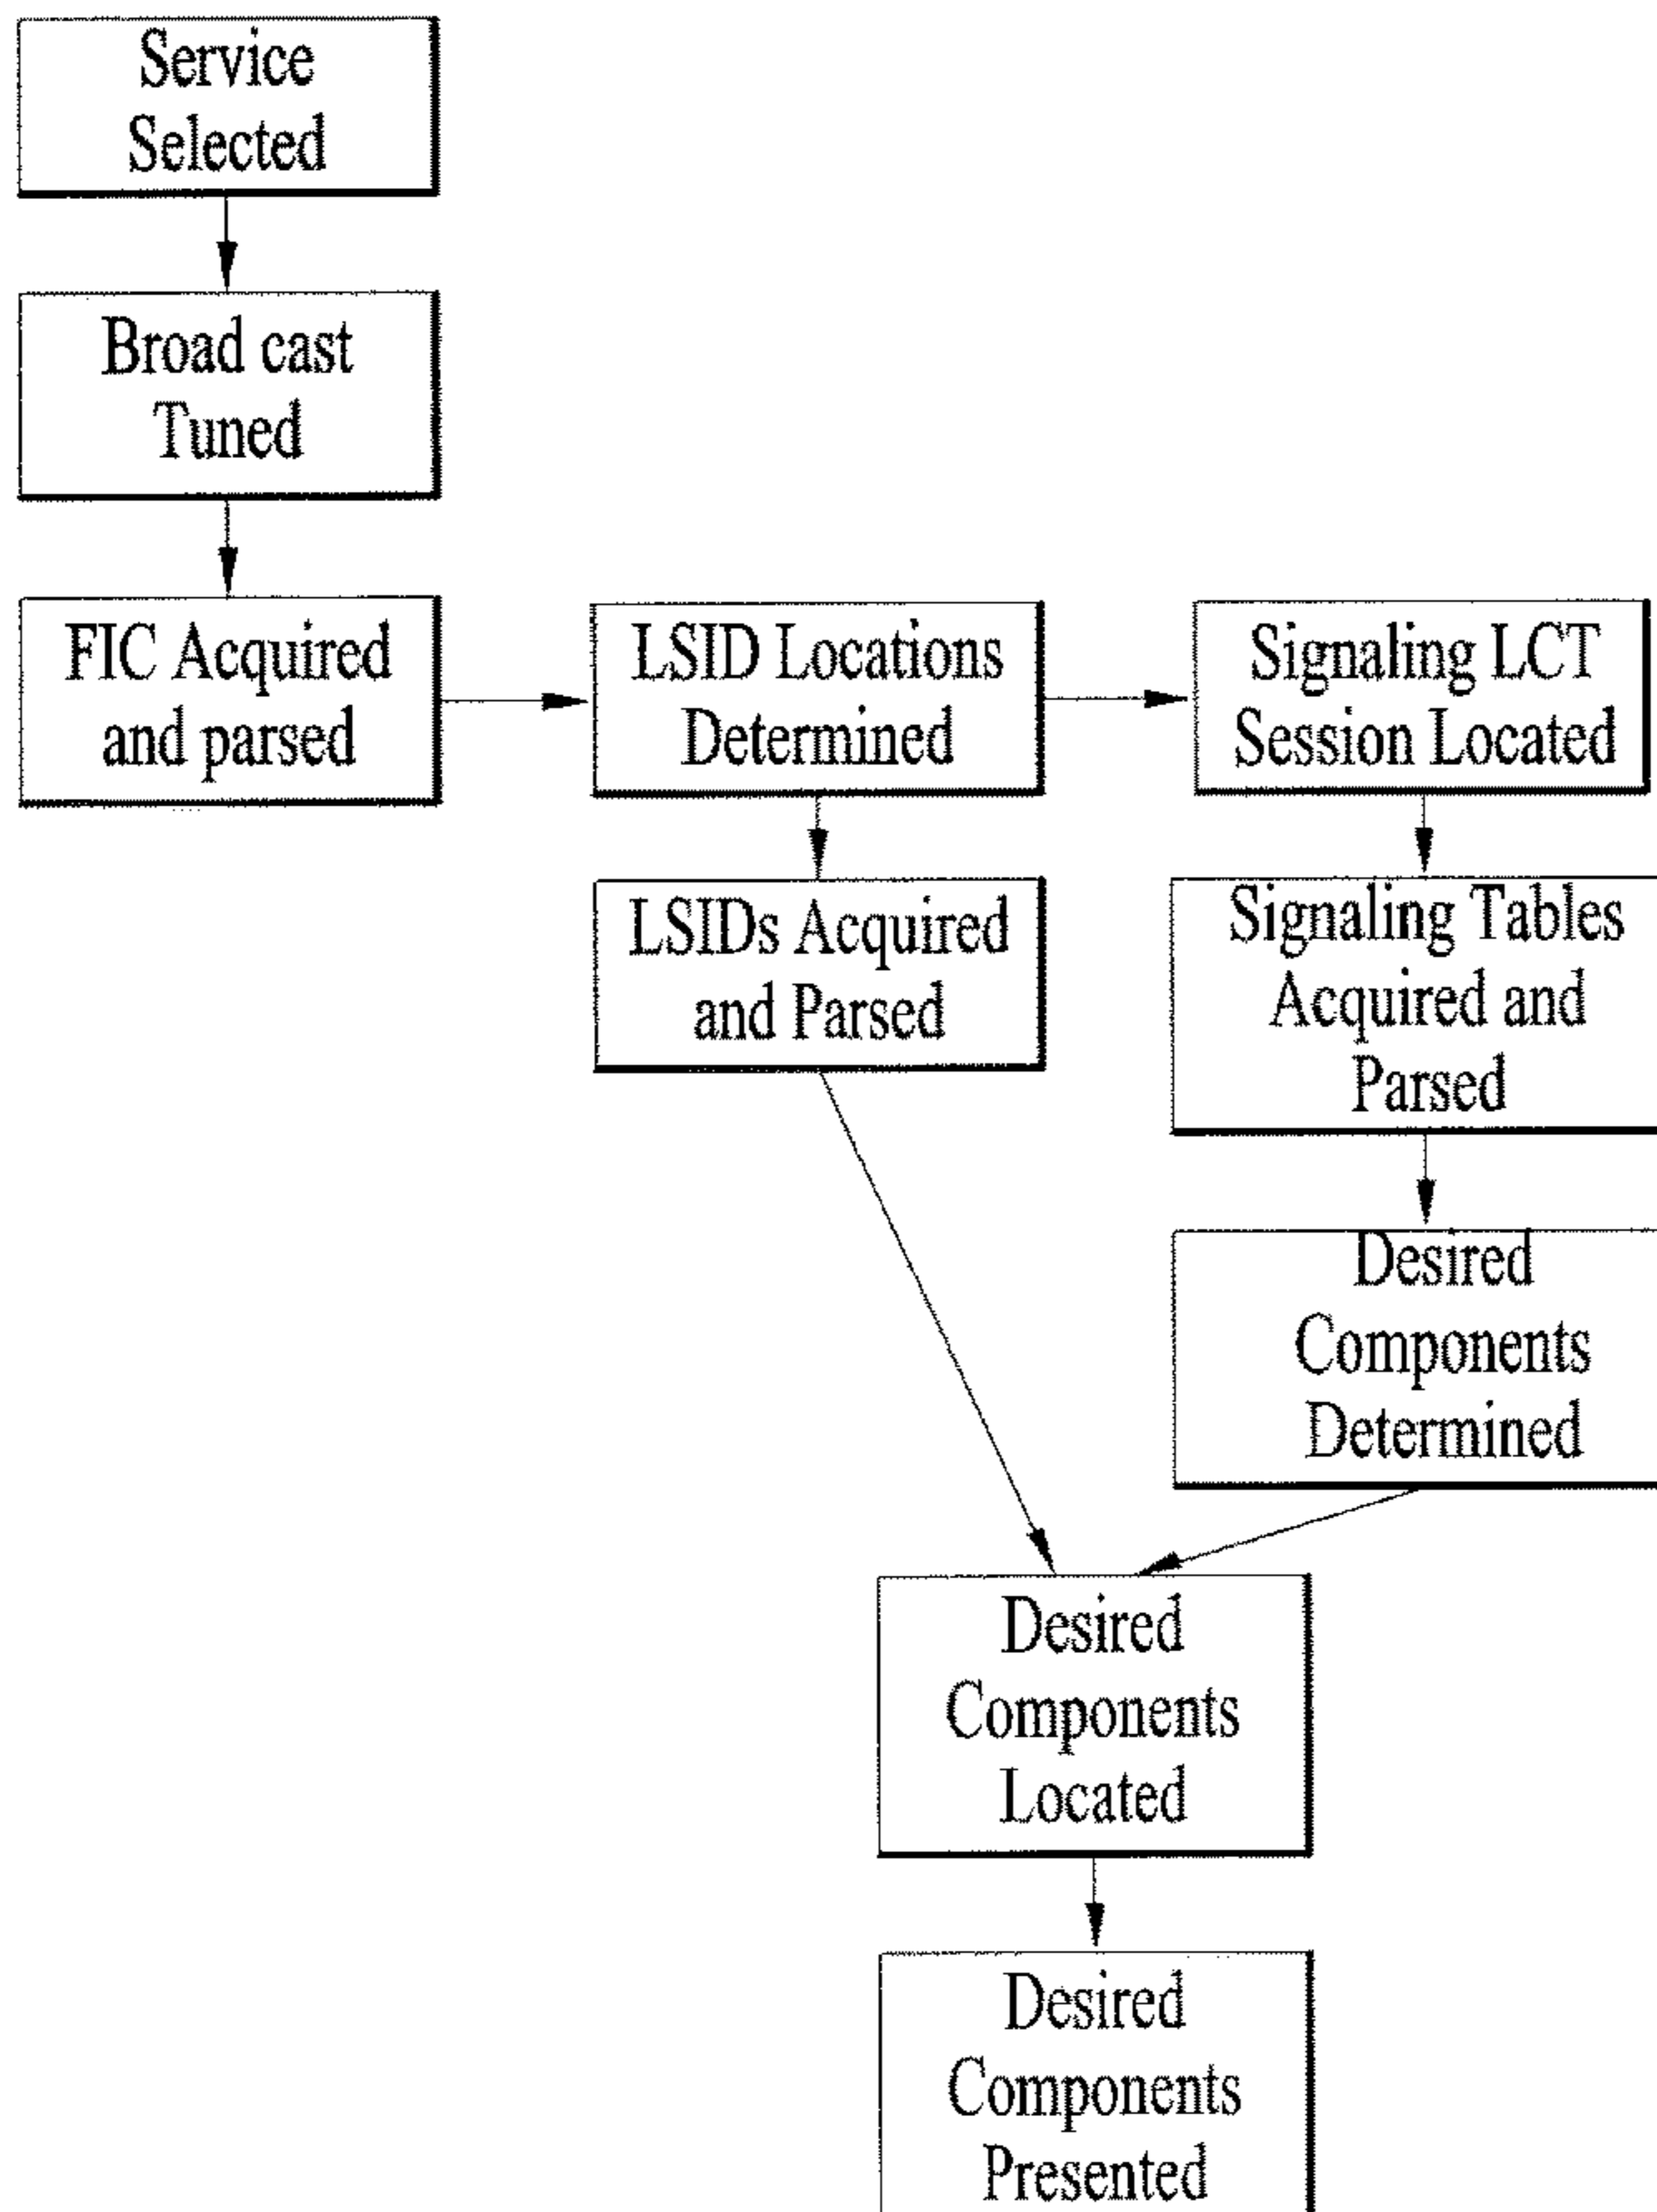 Service
Selected
Broad cast
Tuned
FIC Acquired
and parsed
LSID Locations
Determined
Signaling LCT
Session Located
LSIDs Acquired
and Parsed
Signaling Tables
Acquired and
Parsed
Desired
Components
Determined
Desired
Components
Located
Desired
Components
Presented